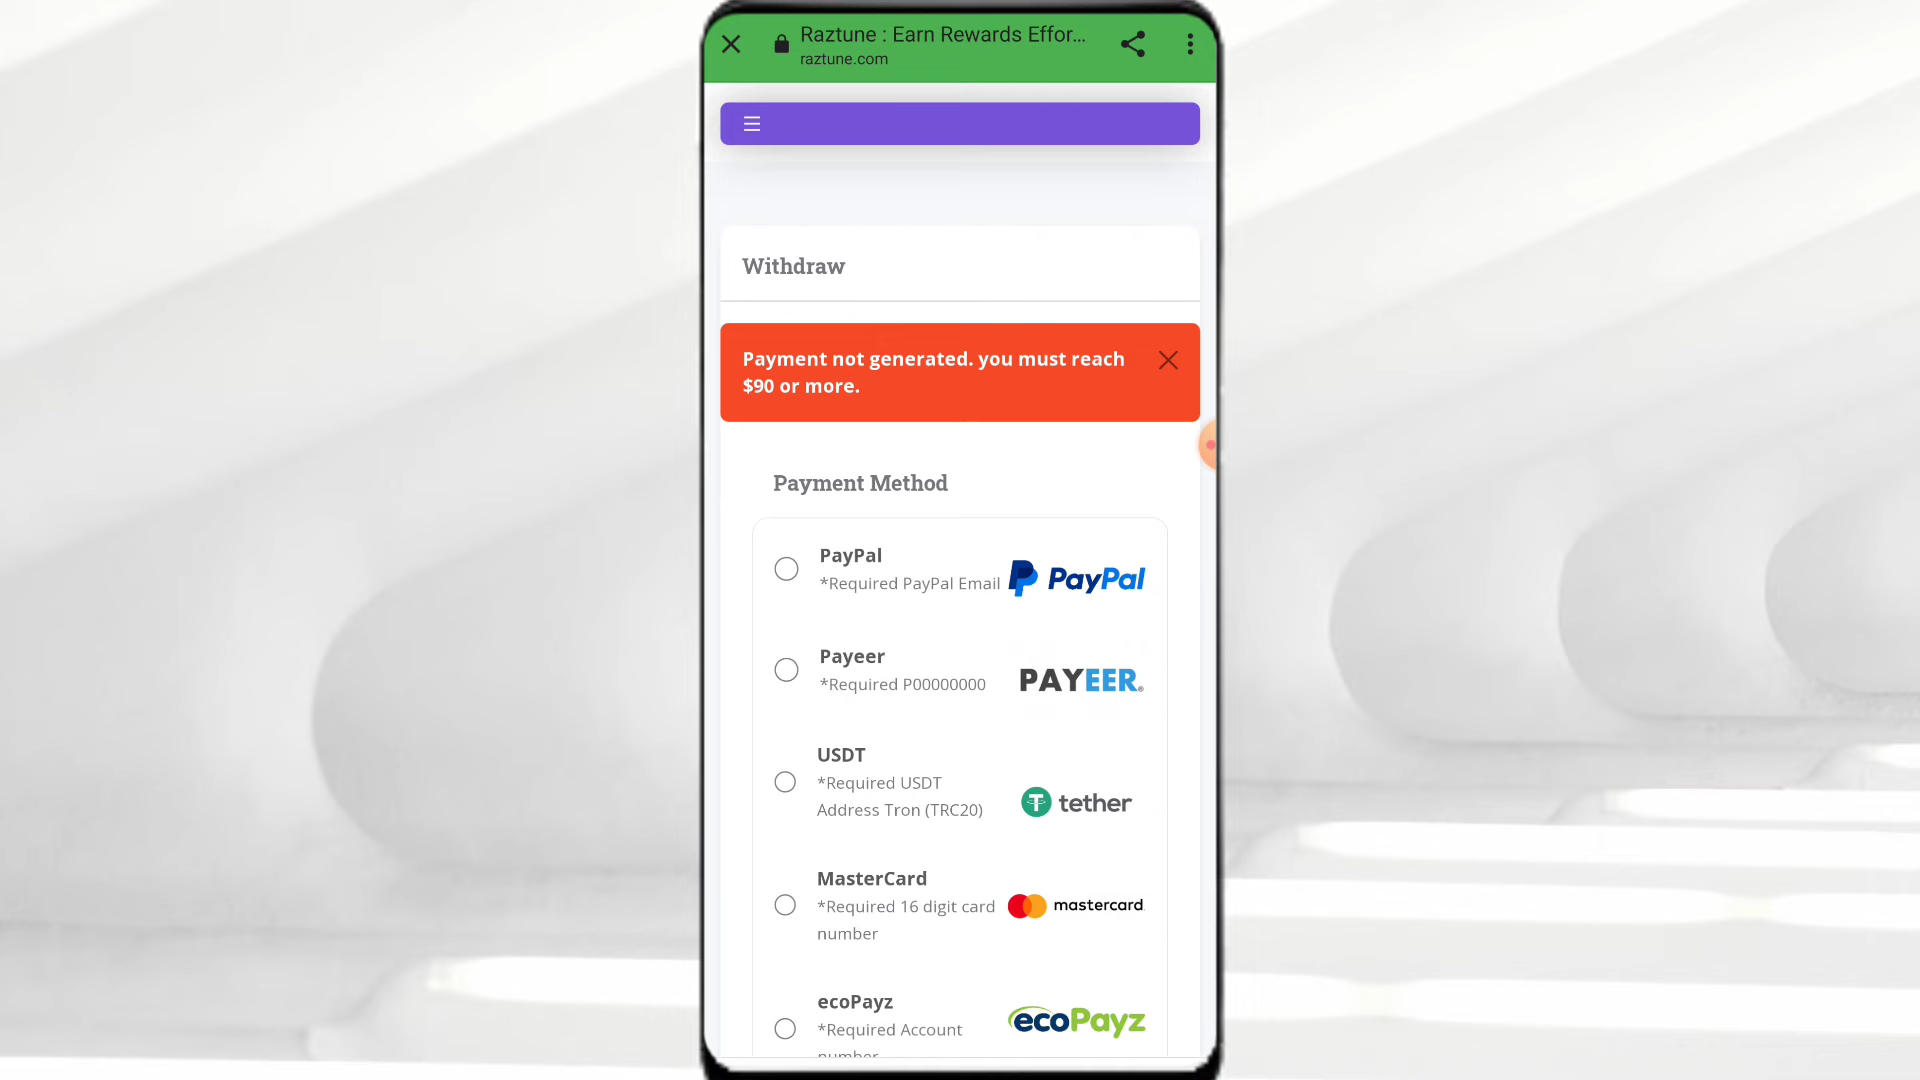 Raztune : Earn Rewards Effor...
raztune.com
Withdraw
Payment not generated. you must reach
$90 or more.
Payment Method
PayPal
*Required PayPal Email
PayPal
Payeer
*Required P00000000
PAYEER®
USDT
*Required USDT
Address Tron (TRC20)
tether
MasterCard
*Required 16 digit card
number
mastercard
ecoPayz
*Required Account
number
ecoPayz